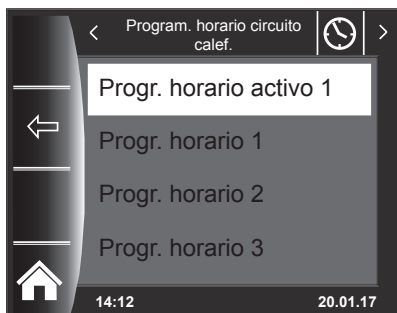 Program. horario circuito
calef.
Progr. horario activo 1
Progr. horario 1
Progr. horario 2
Progr. horario 3
14:12 20.01.17